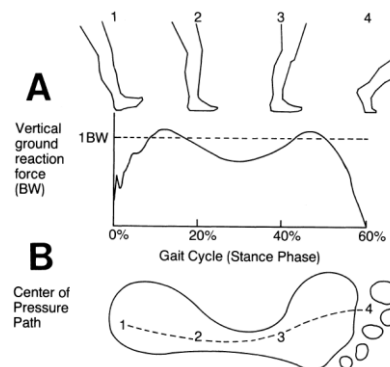 1 2 3 4
A
Vertical
ground
reaction
force
(BW)
1BW
0% 20% 40% 60%
Gait Cycle (Stance Phase)
B
Center of
Pressure
Path
1 2 3 4